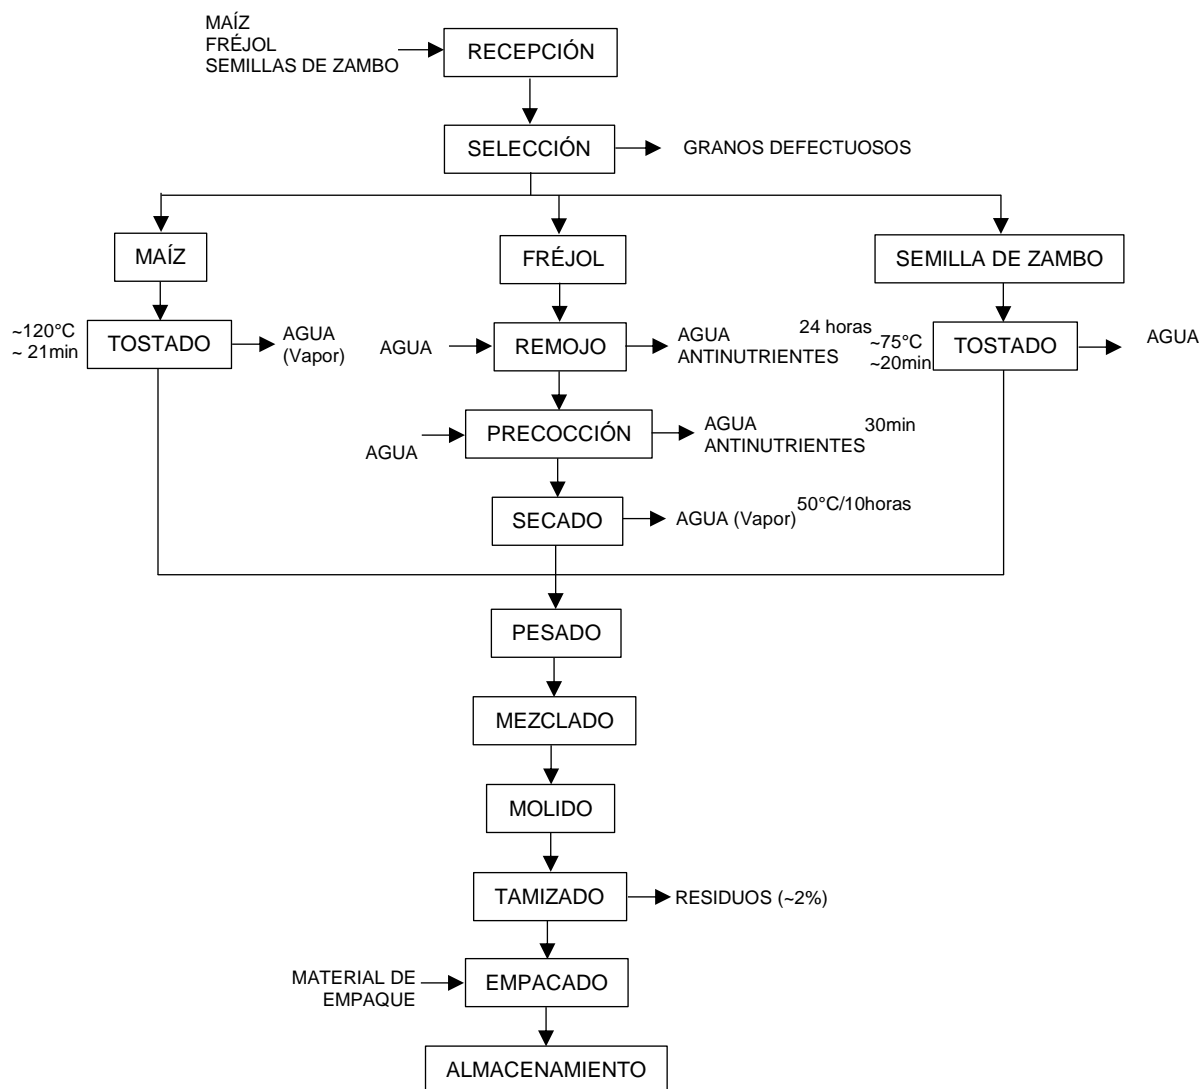 MAÍZ
FRÉJOL
SEMILLAS DE ZAMBO
RECEPCIÓN
SELECCIÓN
GRANOS DEFECTUOSOS
MAÍZ
FRÉJOL
SEMILLA DE ZAMBO
~120°C
~ 21min
TOSTADO
AGUA
(Vapor)
AGUA
REMOJO
AGUA
ANTINUTRIENTES
24 horas
~75°C
~20min
TOSTADO
AGUA
AGUA
PRECOCCIÓN
AGUA
ANTINUTRIENTES
30min
SECADO
AGUA (Vapor)
50°C/10horas
PESADO
MEZCLADO
MOLIDO
TAMIZADO
RESIDUOS (~2%)
MATERIAL DE
EMPAQUE
EMPACADO
ALMACENAMIENTO